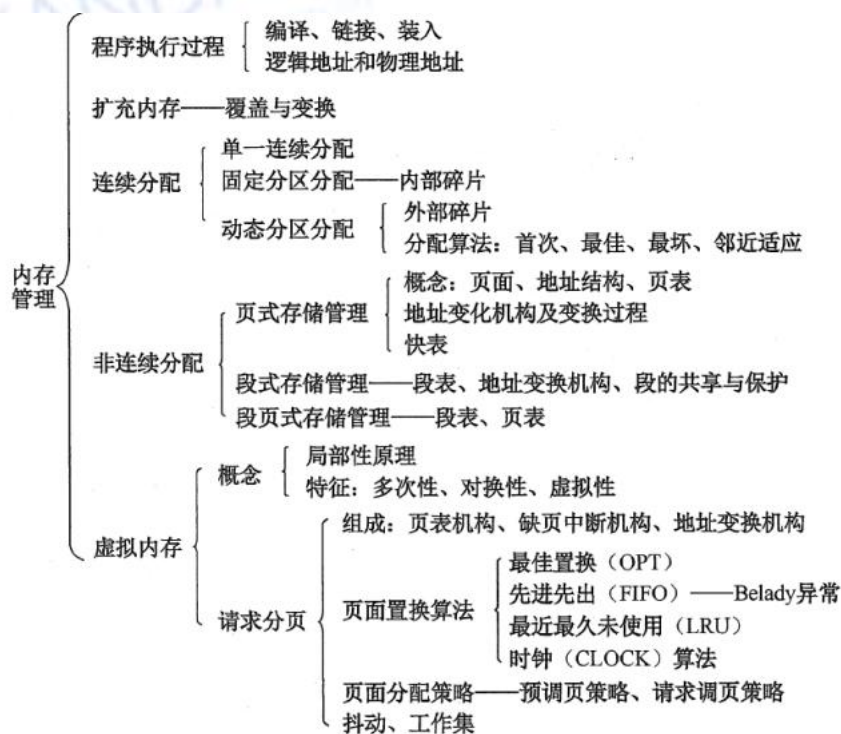 内存管理
程序执行过程
编译、链接、装入
逻辑地址和物理地址
扩充内存——覆盖与变换
连续分配
单一连续分配
固定分区分配——内部碎片
动态分区分配
外部碎片
分配算法：首次、最佳、最坏、邻近适应
非连续分配
页式存储管理
概念：页面、地址结构、页表
地址变化机构及变换过程
快表
段式存储管理——段表、地址变换机构、段的共享与保护
段页式存储管理——段表、页表
虚拟内存
概念
局部性原理
特征：多次性、对换性、虚拟性
请求分页
组成：页表机构、缺页中断机构、地址变换机构
页面置换算法
最佳置换（OPT）
先进先出（FIFO）——Belady异常
最近最久未使用（LRU）
时钟（CLOCK）算法
页面分配策略——预调页策略、请求调页策略
抖动、工作集